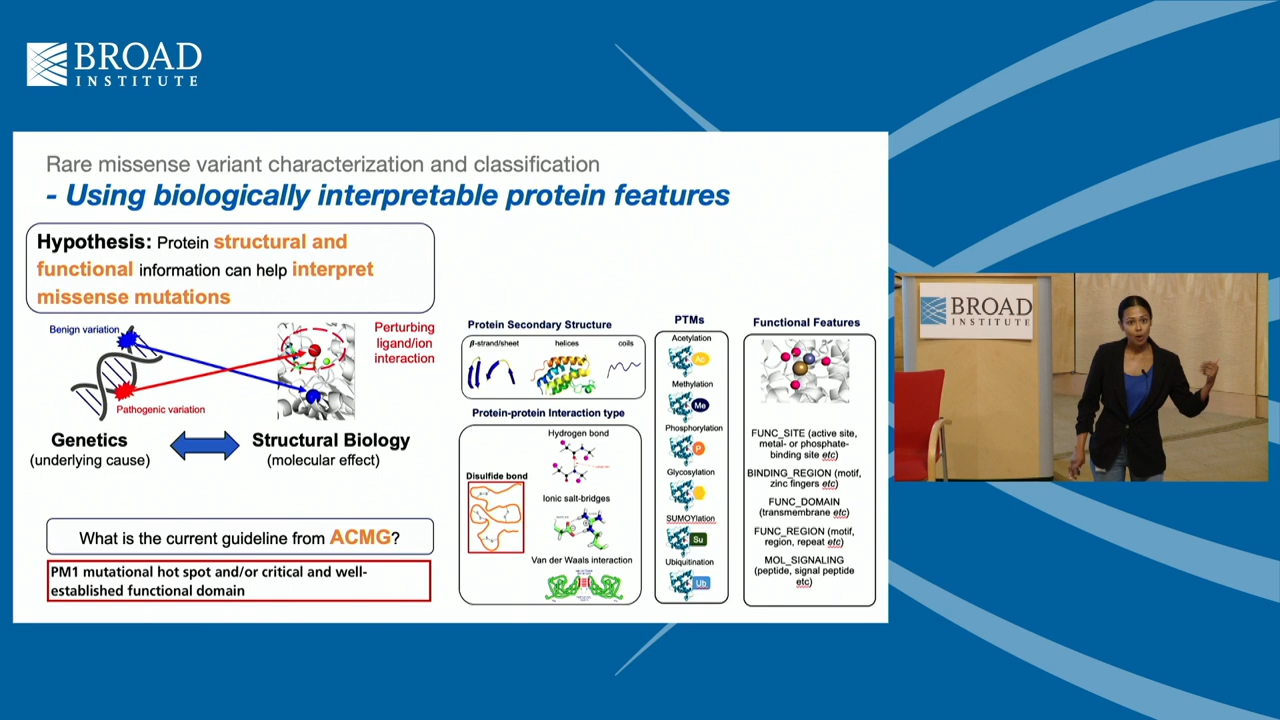 BROAD
INSTITUTE
Rare missense variant characterization and classification
- Using biologically interpretable protein features
Hypothesis: Protein structural and
functional information can help interpret
missense mutations
Benign variation
Pathogenic variation
Perturbing
ligand/ion
interaction
Genetics
(underlying cause)
Structural Biology
(molecular effect)
What is the current guideline from ACMG?
PM1 mutational hot spot and/or critical and well-
established functional domain
Protein Secondary Structure
β-strand/sheet
helices
coils
Protein-protein Interaction type
Hydrogen bond
Disulfide bond
Ionic salt-bridges
Van der Waals interaction
PTMs
Acetylation
Ac
Methylation
Me
Phosphorylation
P
Glycosylation
SUMOylation
Su
Ubiquitination
Ub
Functional Features
FUNC_SITE (active site,
metal- or phosphate-
binding site etc)
BINDING_REGION (motif,
zinc fingers etc)
FUNC_DOMAIN
(transmembrane etc)
FUNC_REGION (motif,
region, repeat etc)
MOL_SIGNALING
(peptide, signal peptide
etc)
BROAD
INSTITUTE